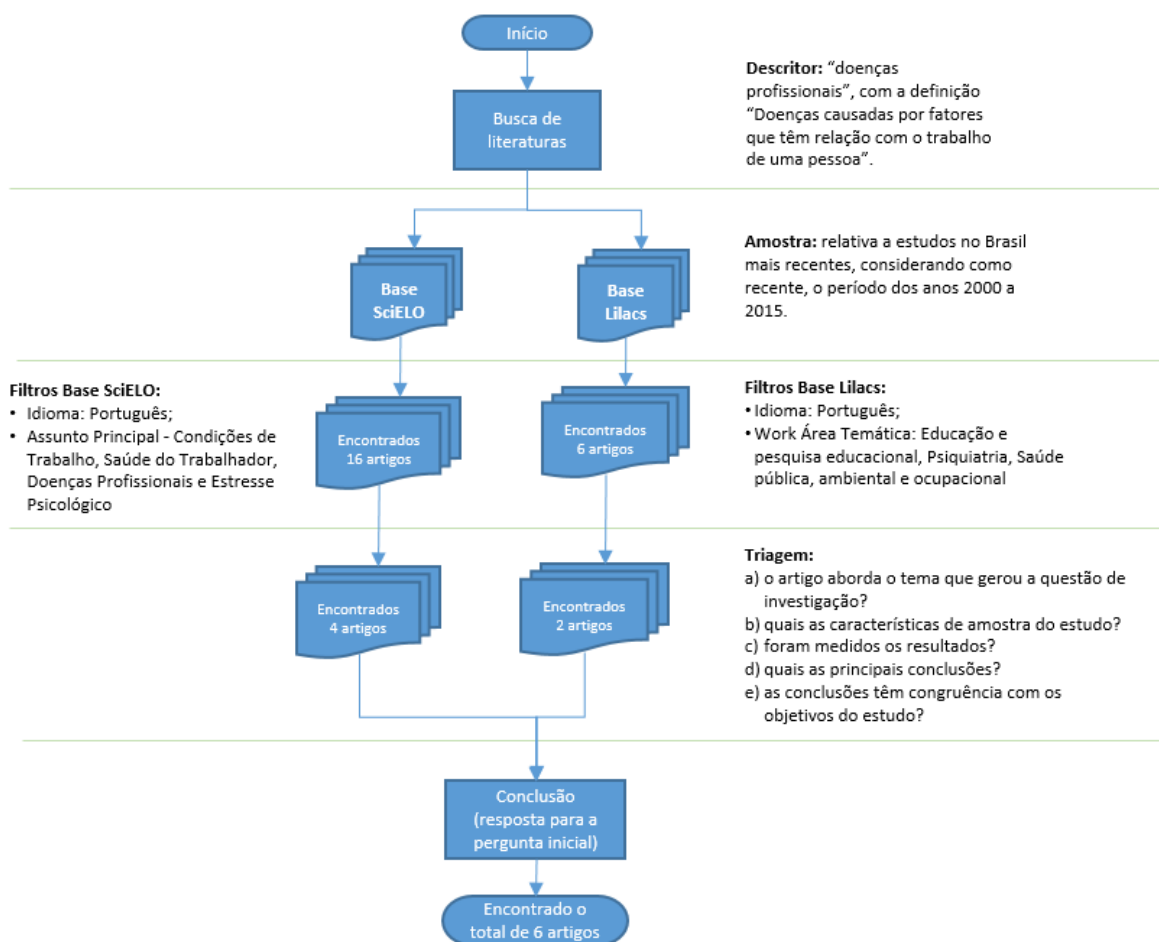 Início
Busca de
literaturas
Descritor: “doenças
profissionais”, com a definição
“Doenças causadas por fatores
que têm relação com o trabalho
de uma pessoa”.
Base
SciELO
Base
Lilacs
Amostra: relativa a estudos no Brasil
mais recentes, considerando como
recente, o período dos anos 2000 a
2015.
Filtros Base SciELO:
• Idioma: Português;
• Assunto Principal - Condições de
Trabalho, Saúde do Trabalhador,
Doenças Profissionais e Estresse
Psicológico
Encontrados
16 artigos
Encontrados
6 artigos
Filtros Base Lilacs:
• Idioma: Português;
• Work Área Temática: Educação e
pesquisa educacional, Psiquiatria, Saúde
pública, ambiental e ocupacional
Encontrados
4 artigos
Encontrados
2 artigos
Triagem:
a) o artigo aborda o tema que gerou a questão de
investigação?
b) quais as características de amostra do estudo?
c) foram medidos os resultados?
d) quais as principais conclusões?
e) as conclusões têm congruência com os
objetivos do estudo?
Conclusão
(resposta para a
pergunta inicial)
Encontrado o
total de 6 artigos